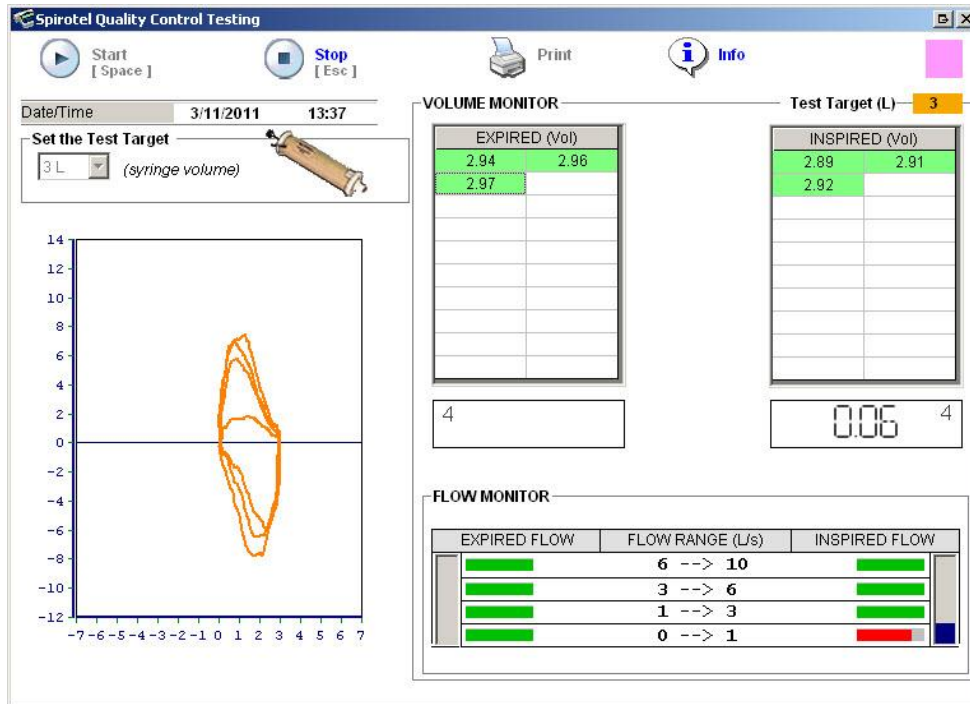 Spirotel Quality Control Testing
Start
[ Space ]
Stop
[ Esc ]
Print
Info
Date/Time 3/11/2011 13:37
Set the Test Target
3 L (syringe volume)
14
12
10
8
6
4
2
0
-2
-4
-6
-8
-10
-12
-7 -6 -5 -4 -3 -2 -1 0 1 2 3 4 5 6 7
VOLUME MONITOR Test Target (L) 3
EXPIRED (Vol)
2.94 2.96
2.97
INSPIRED (Vol)
2.89 2.91
2.92
4
0.06 4
FLOW MONITOR
EXPIRED FLOW FLOW RANGE (L/s) INSPIRED FLOW
6 --> 10
3 --> 6
1 --> 3
0 --> 1